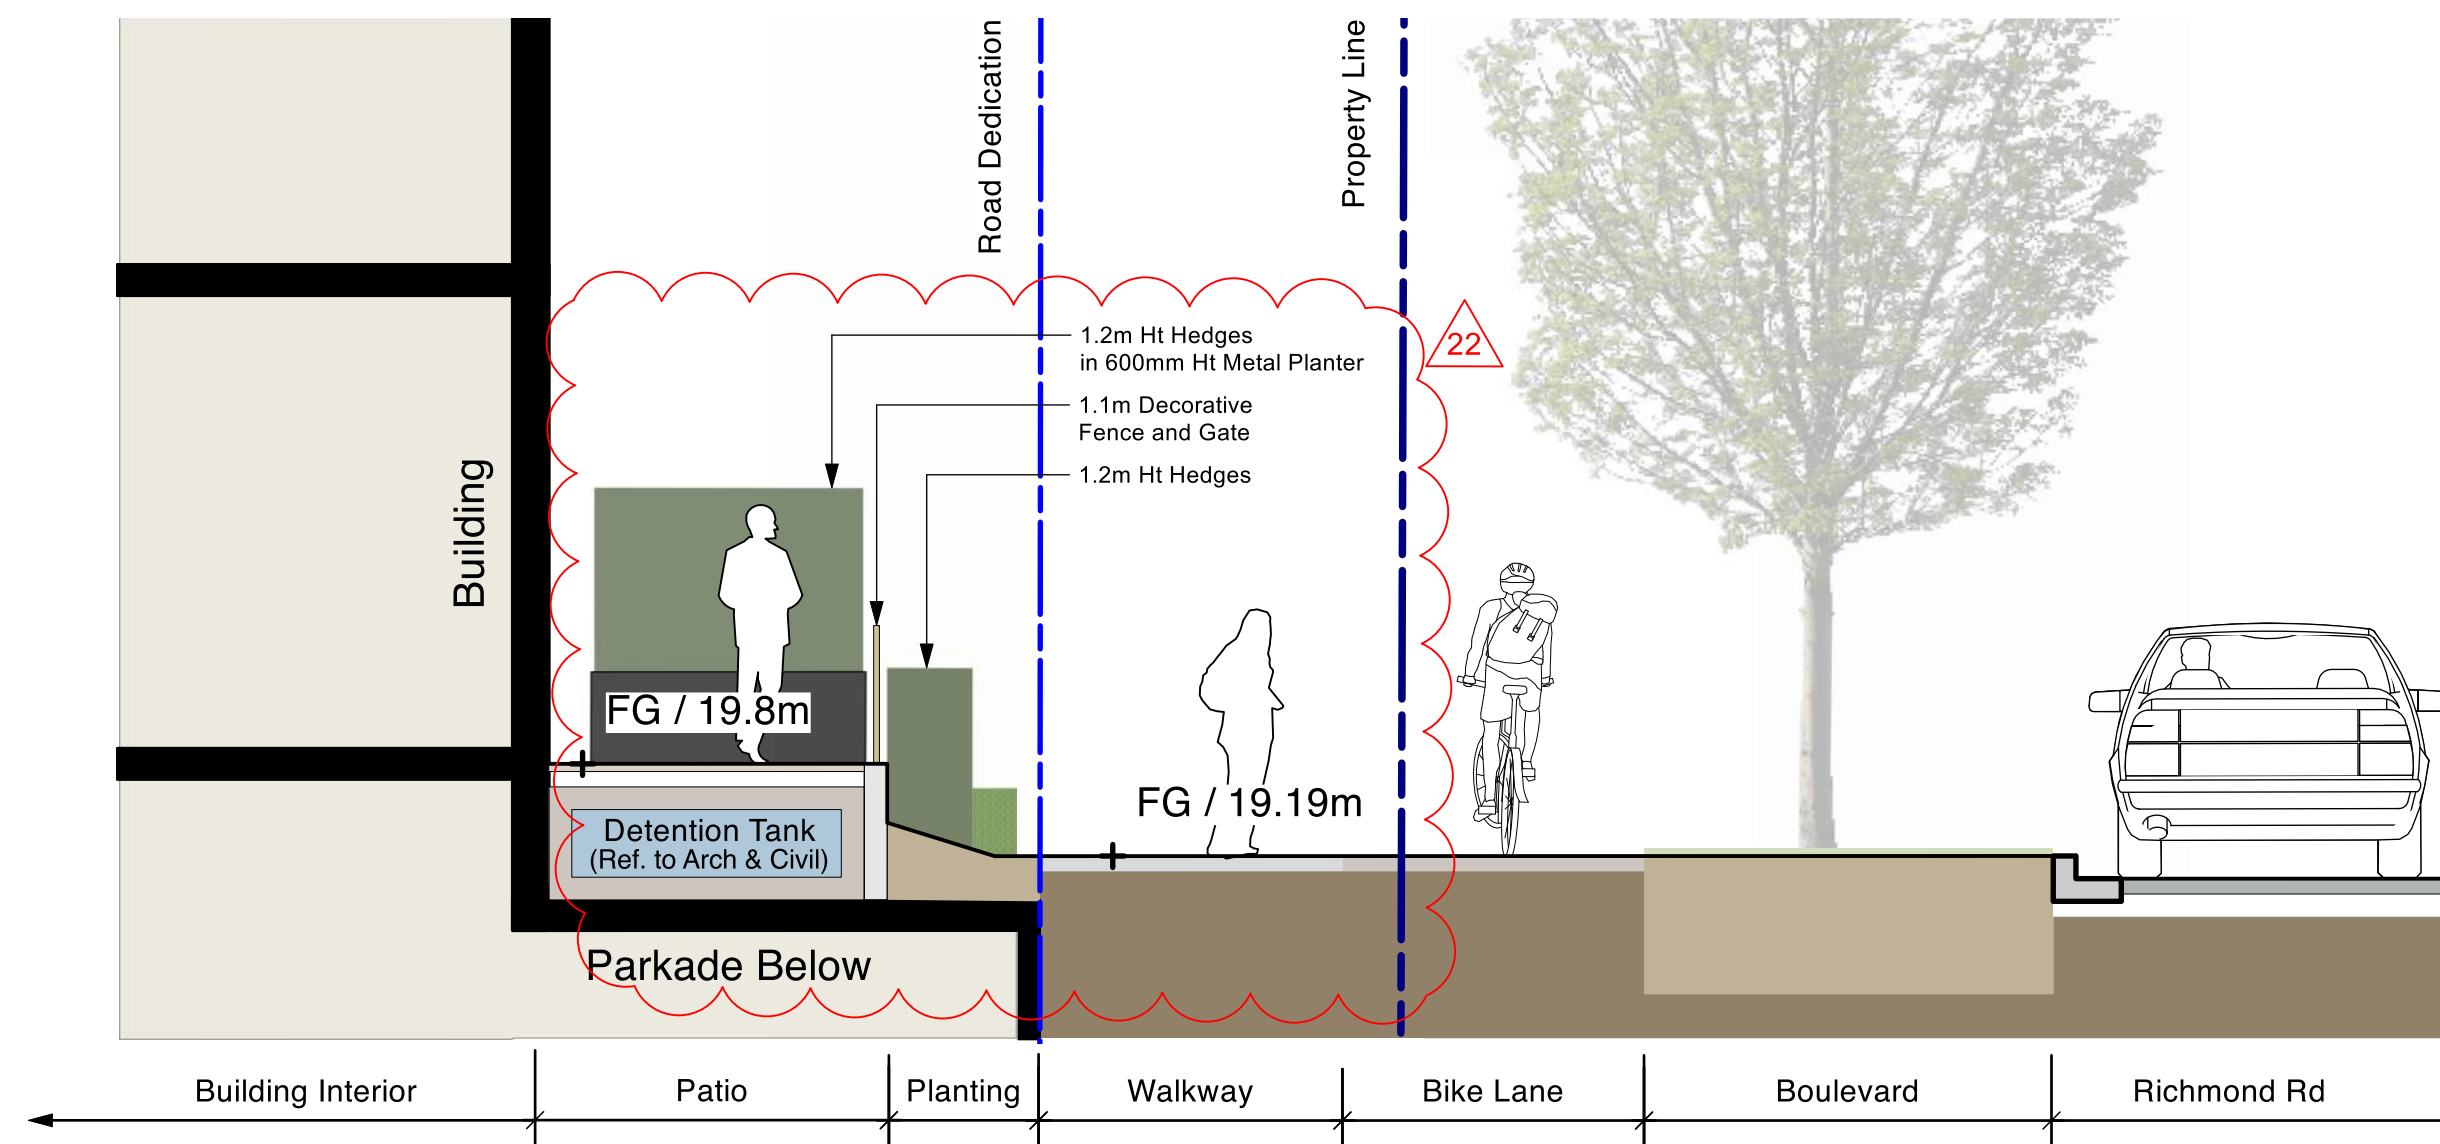 Road Dedication
Property Line
1.2m Ht Hedges
in 600mm Ht Metal Planter
22
1.1m Decorative
Fence and Gate
1.2m Ht Hedges
Building
FG / 19.8m
FG / 19.19m
Detention Tank
(Ref. to Arch & Civil)
Parkade Below
Building Interior
Patio
Planting
Walkway
Bike Lane
Boulevard
Richmond Rd